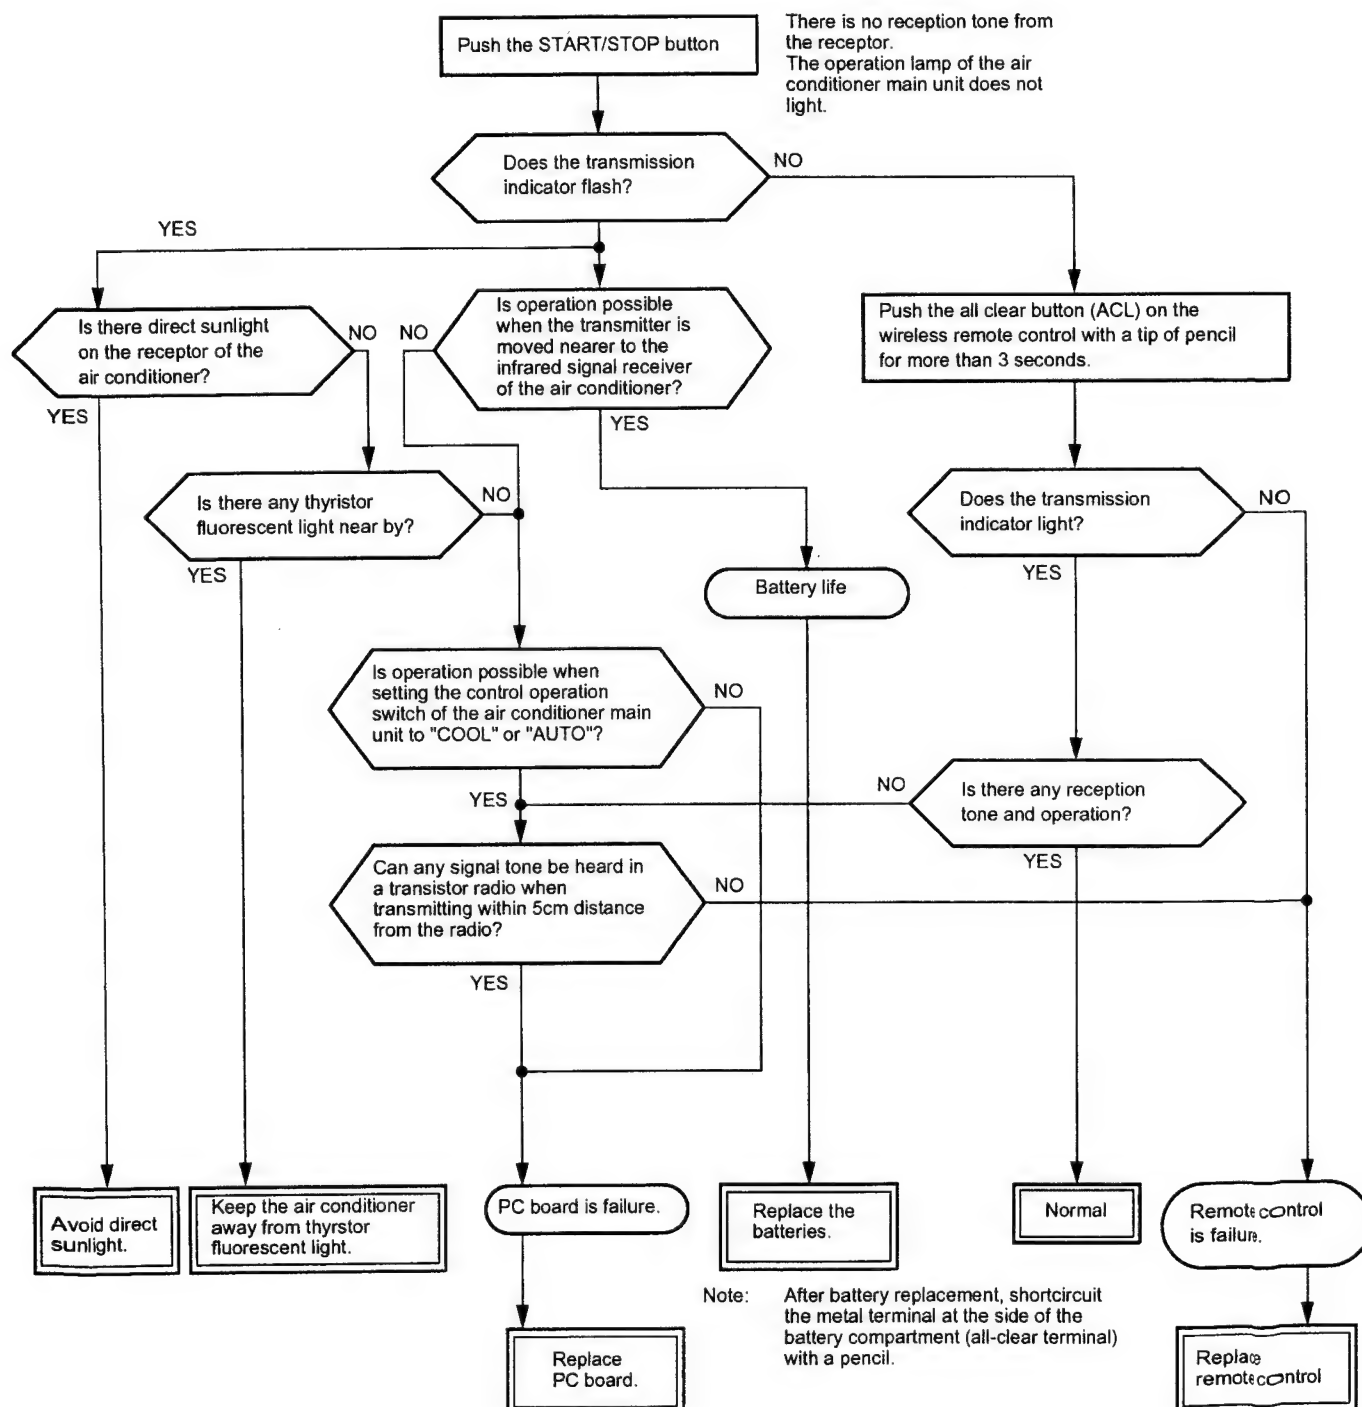 Push the START/STOP button
There is no reception tone from
the receptor.
The operation lamp of the air
conditioner main unit does not
light.
Does the transmission
indicator flash?
NO
YES
Is there direct sunlight
on the receptor of the
air conditioner?
NO
NO
Is operation possible
when the transmitter is
moved nearer to the
infrared signal receiver
of the air conditioner?
Push the all clear button (ACL) on the
wireless remote control with a tip of pencil
for more than 3 seconds.
YES
YES
Is there any thyristor
fluorescent light near by?
NO
Does the transmission
indicator light?
NO
YES
YES
Battery life
Is operation possible when
setting the control operation
switch of the air conditioner main
unit to "COOL" or "AUTO"?
NO
YES
NO
Is there any reception
tone and operation?
YES
Can any signal tone be heard in
a transistor radio when
transmitting within 5cm distance
from the radio?
NO
YES
Avoid direct
sunlight.
Keep the air conditioner
away from thyrstor
fluorescent light.
PC board is failure.
Replace the
batteries.
Normal
Remote control
is failure.
Note: After battery replacement, shortcircuit
the metal terminal at the side of the
battery compartment (all-clear terminal)
with a pencil.
Replace
PC board.
Replace
remote control